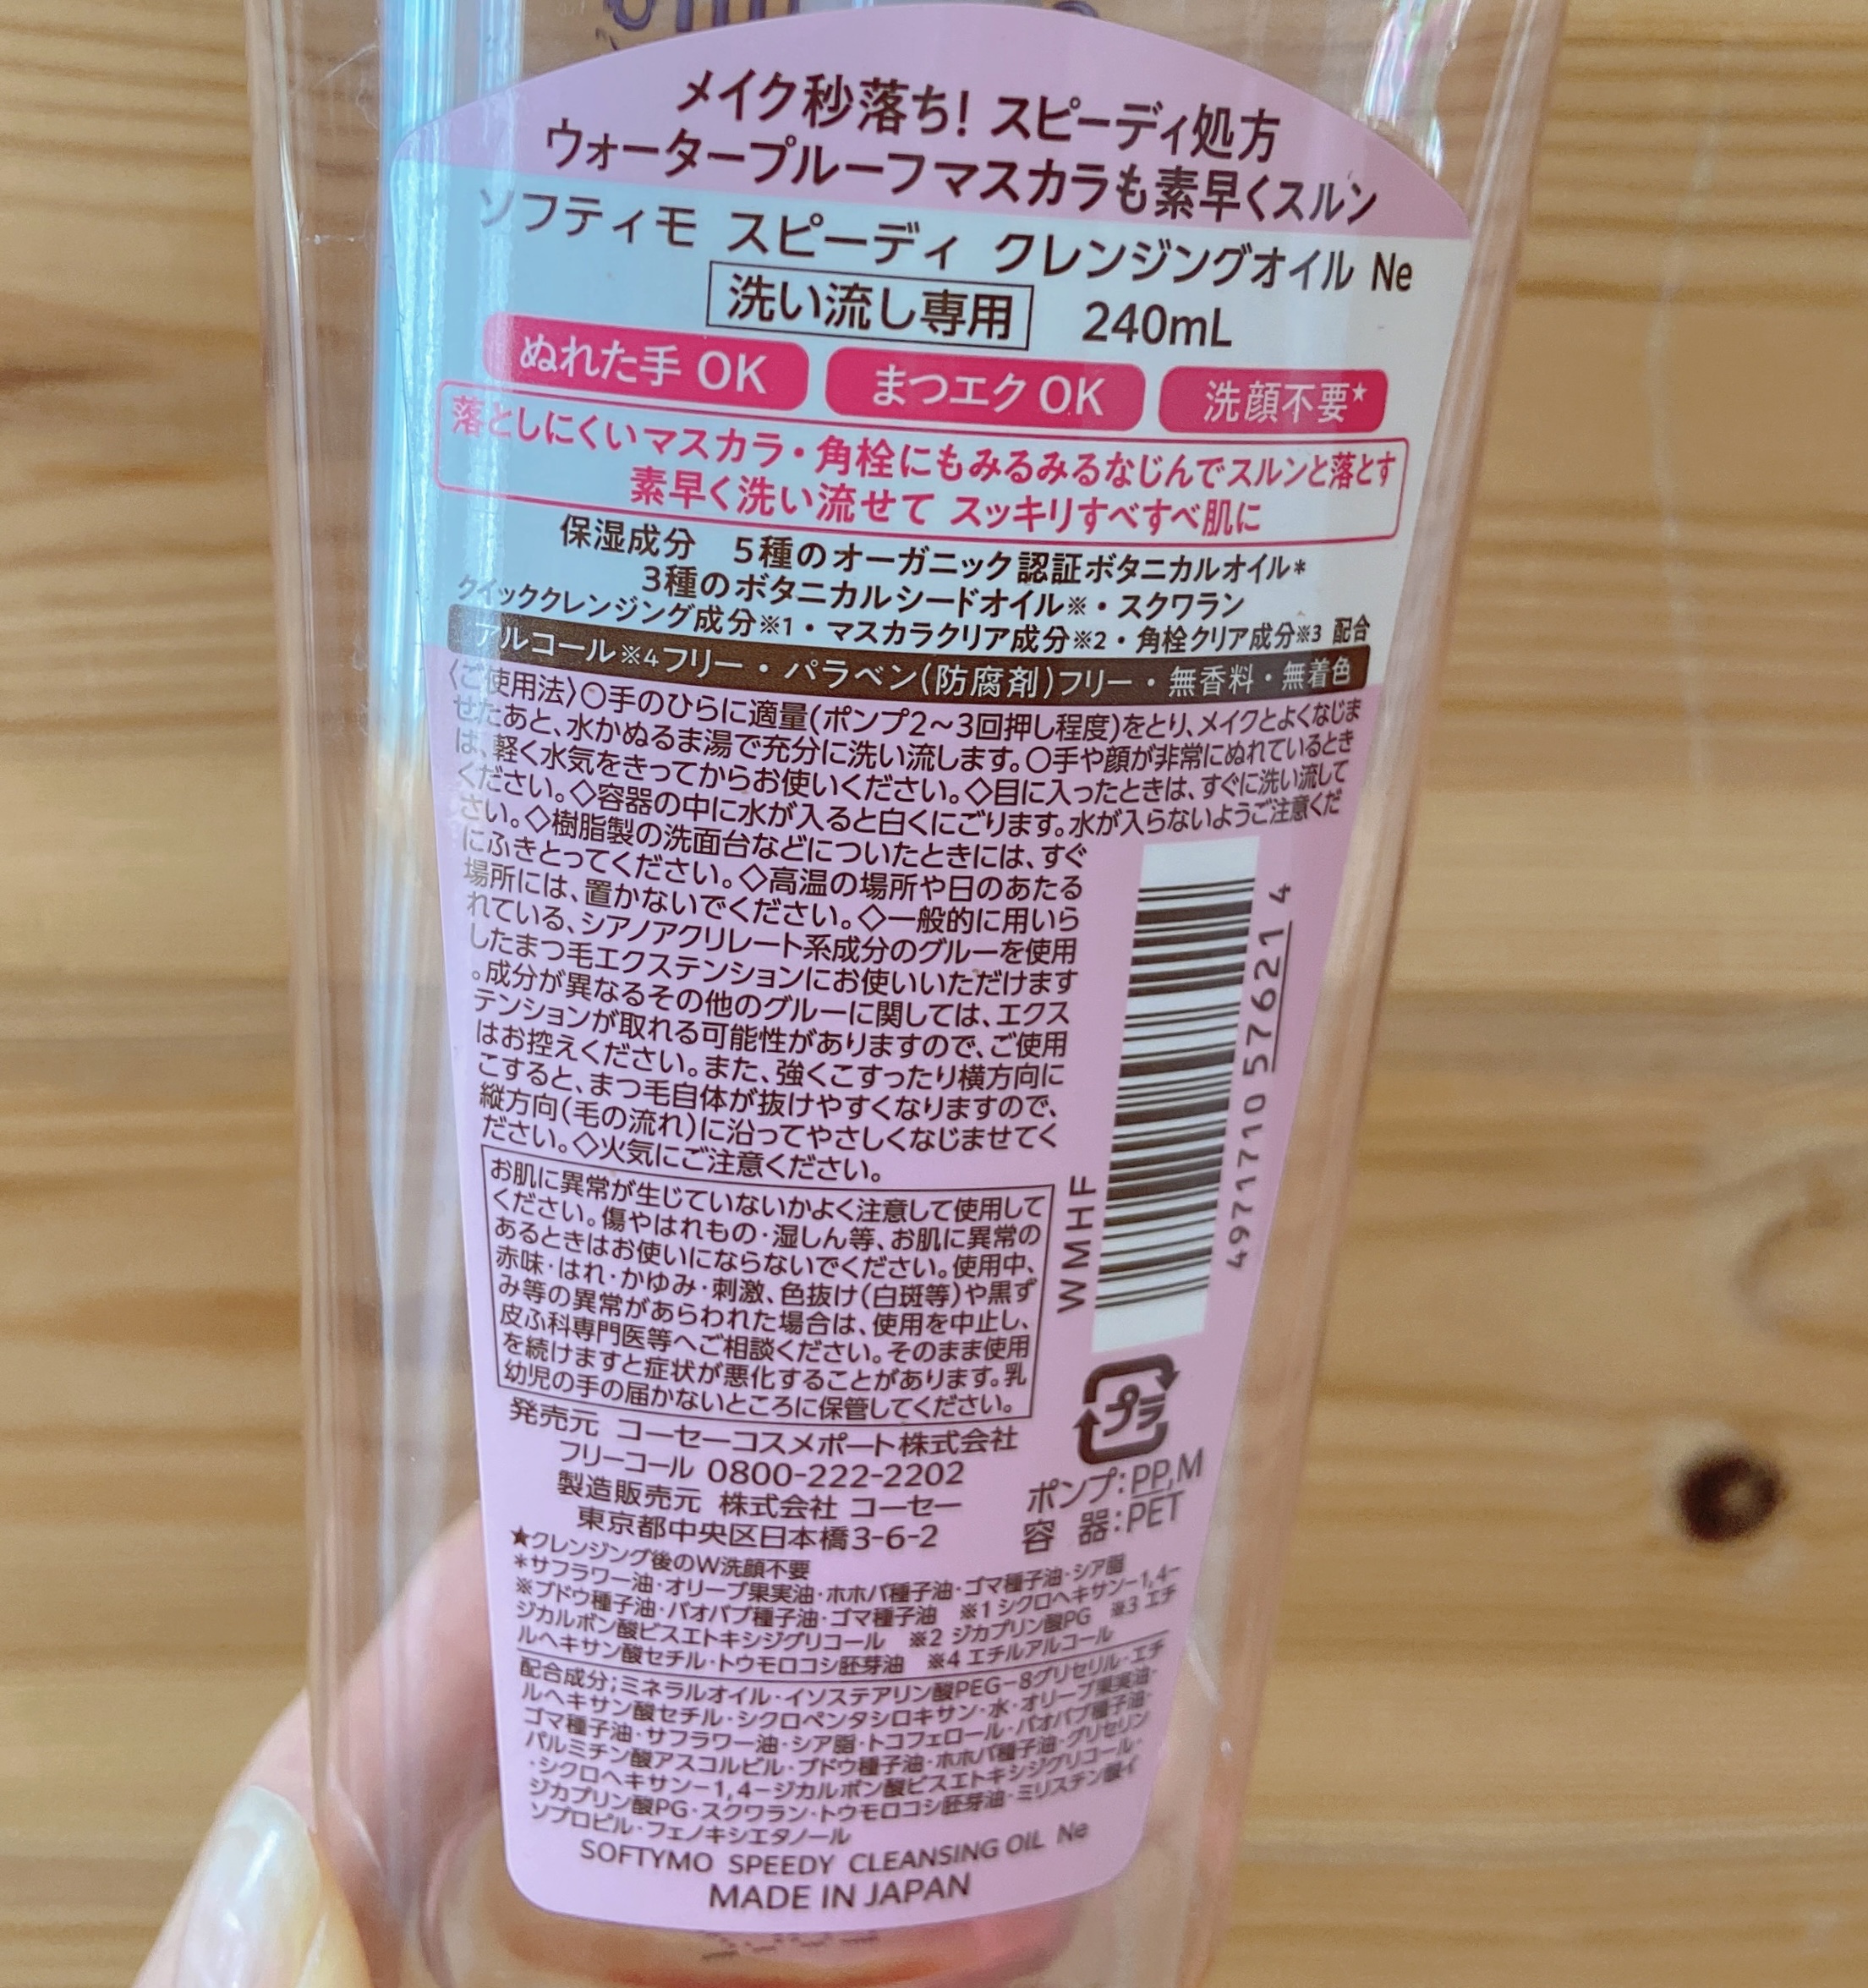 メイク秒落ち! スピーディ処方
ウォータープルーフマスカラも素早くスルン
ソフティモ スピーディ クレンジングオイル Ne
洗い流し専用 240mL
ぬれた手 OK まつエク OK 洗顔不要★
落としにくいマスカラ・角栓にもみるみるなじんでスルンと落とす
素早く洗い流せて スッキリすべすべ肌に
保湿成分 5種のオーガニック認証ボタニカルオイル*
3種のボタニカルシードオイル※・スクワラン
クイッククレンジング成分※1・マスカラクリア成分※2・角栓クリア成分※3 配合
アルコール※4フリー・パラベン(防腐剤)フリー・無香料・無着色
〈ご使用法〉○手のひらに適量(ポンプ2〜3回押し程度)をとり、メイクとよくなじま
せたあと、水かぬるま湯で充分に洗い流します。○手や顔が非常にぬれているとき
は、軽く水気をきってからお使いください。◇目に入ったときは、すぐに洗い流して
ください。◇容器の中に水が入ると白くにごります。水が入らないようご注意くだ
さい。◇樹脂製の洗面台などについたときには、すぐ
にふきとってください。◇高温の場所や日のあたる
場所には、置かないでください。◇一般的に用いら
れている、シアノアクリレート系成分のグルーを使用
したまつ毛エクステンションにお使いいただけます
。成分が異なるその他のグルーに関しては、エクス
テンションが取れる可能性がありますので、ご使用
はお控えください。また、強くこすったり横方向に
こすると、まつ毛自体が抜けやすくなりますので、
縦方向(毛の流れ)に沿ってやさしくなじませてく
ださい。◇火気にご注意ください。
お肌に異常が生じていないかよく注意して使用して
ください。傷やはれもの・湿しん等、お肌に異常の
あるときはお使いにならないでください。使用中、
赤味・はれ・かゆみ・刺激、色抜け(白斑等)や黒ず
み等の異常があらわれた場合は、使用を中止し、
皮ふ科専門医等へご相談ください。そのまま使用
を続けますと症状が悪化することがあります。乳
幼児の手の届かないところに保管してください。
WMHF
4971710 576214
プラ
ポンプ:PP,M
容 器:PET
発売元 コーセーコスメポート株式会社
フリーコール 0800-222-2202
製造販売元 株式会社 コーセー
東京都中央区日本橋3-6-2
★クレンジング後のW洗顔不要
*サフラワー油・オリーブ果実油・ホホバ種子油・ゴマ種子油・シア脂
※ブドウ種子油・バオバブ種子油・ゴマ種子油 ※1 シクロヘキサン-1,4-
ジカルボン酸ビスエトキシジグリコール ※2 ジカプリン酸PG ※3 エチ
ルヘキサン酸セチル・トウモロコシ胚芽油 ※4 エチルアルコール
配合成分;ミネラルオイル・イソステアリン酸PEG-8グリセリル・エチ
ルヘキサン酸セチル・シクロペンタシロキサン・水・オリーブ果実油・
ゴマ種子油・サフラワー油・シア脂・トコフェロール・バオバブ種子油・
パルミチン酸アスコルビル・ブドウ種子油・ホホバ種子油・グリセリン
・シクロヘキサン-1,4-ジカルボン酸ビスエトキシジグリコール・
ジカプリン酸PG・スクワラン・トウモロコシ胚芽油・ミリスチン酸イ
ソプロピル・フェノキシエタノール
SOFTYMO SPEEDY CLEANSING OIL Ne
MADE IN JAPAN